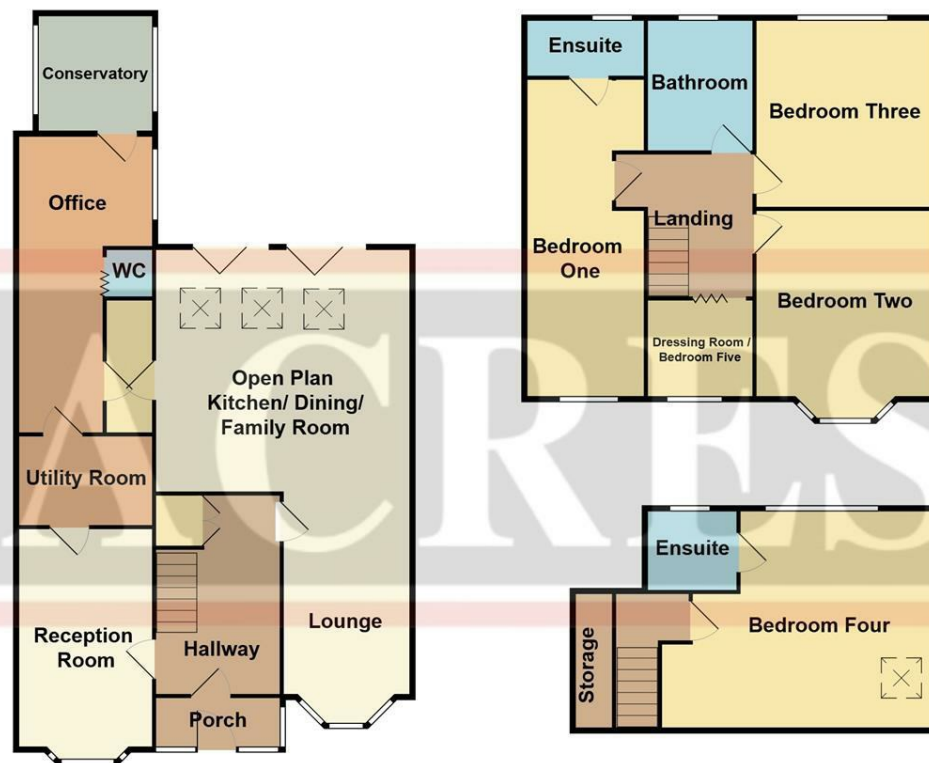 Conservatory
Office
WC
Open Plan
Kitchen/ Dining/
Family Room
Utility Room
Reception
Room
Hallway
Lounge
Porch
Ensuite
Bathroom
Bedroom Three
Landing
Bedroom
One
Bedroom Two
Dressing Room /
Bedroom Five
Ensuite
Bedroom Four
Storage
ACRES